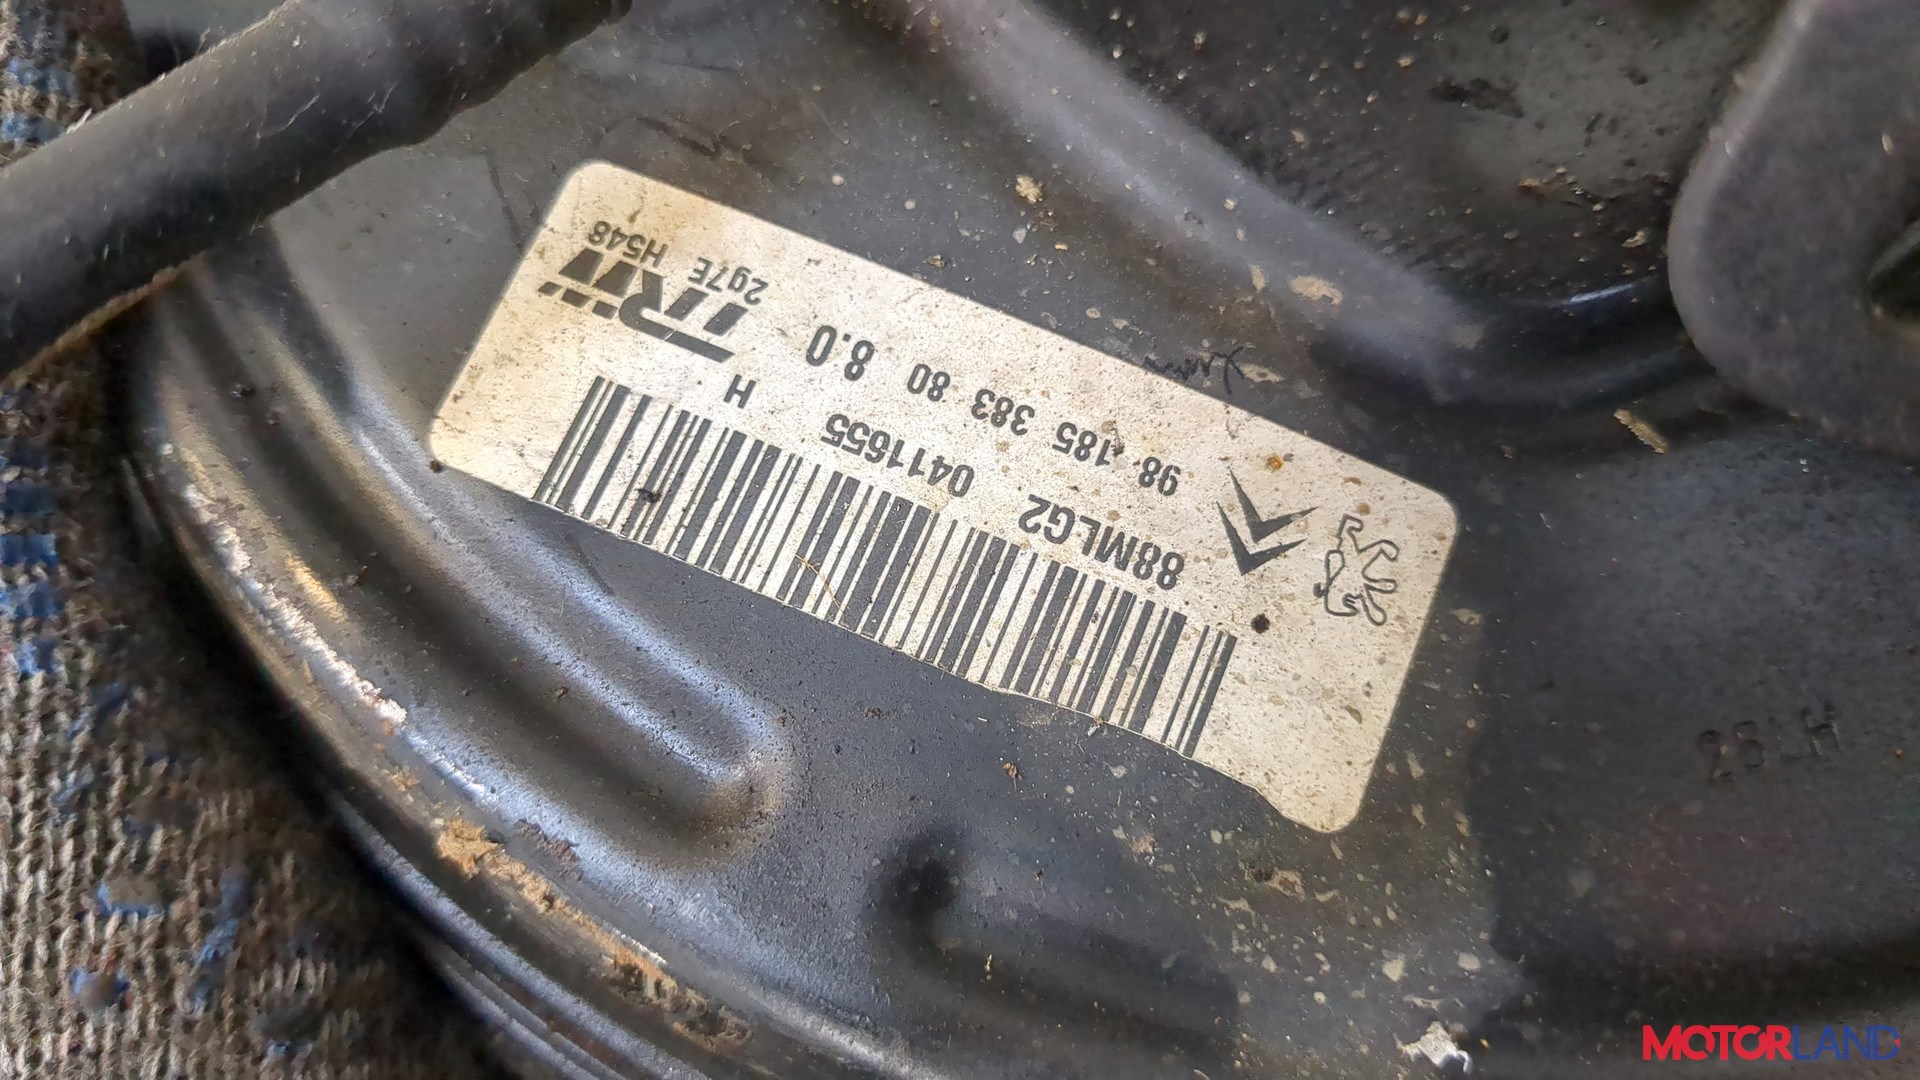 98 185 383 80 8.0
88MLG2 0411655 H
TRW
2g7E H548
MOTORLAND